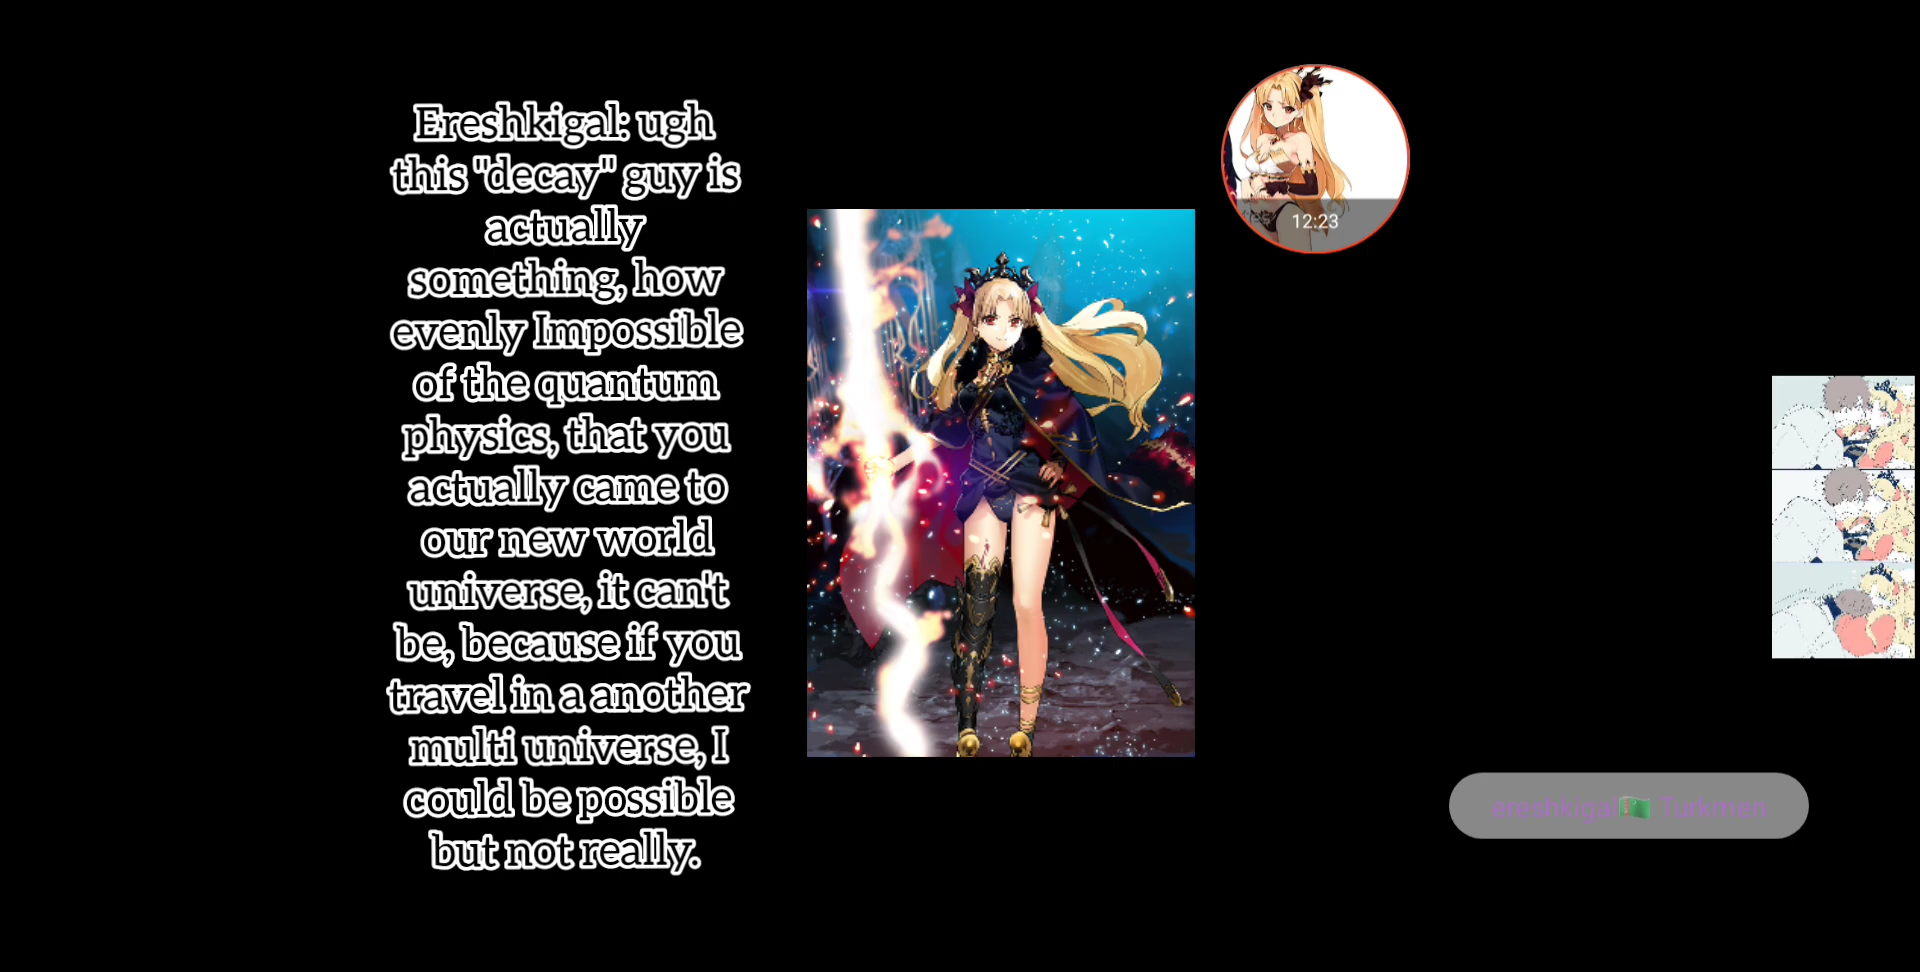 Ereshkigal: ugh
this "decay" guy is
actually
something, how
evenly Impossible
of the quantum
physics, that you
actually came to
our new world
universe, it can't
be, because if you
travel in a another
multi universe, I
could be possible
but not really.
12:23
ereshkigal🇹🇲 Turkmen